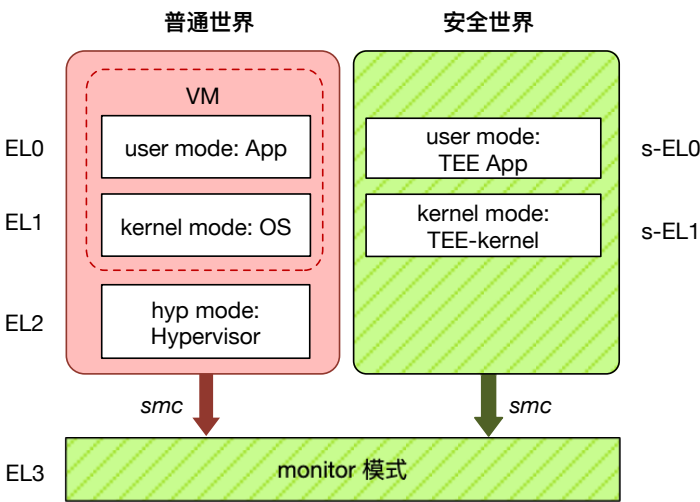 普通世界
安全世界
VM
EL0
user mode: App
user mode:
TEE App
s-EL0
EL1
kernel mode: OS
kernel mode:
TEE-kernel
s-EL1
EL2
hyp mode:
Hypervisor
smc
smc
EL3
monitor 模式